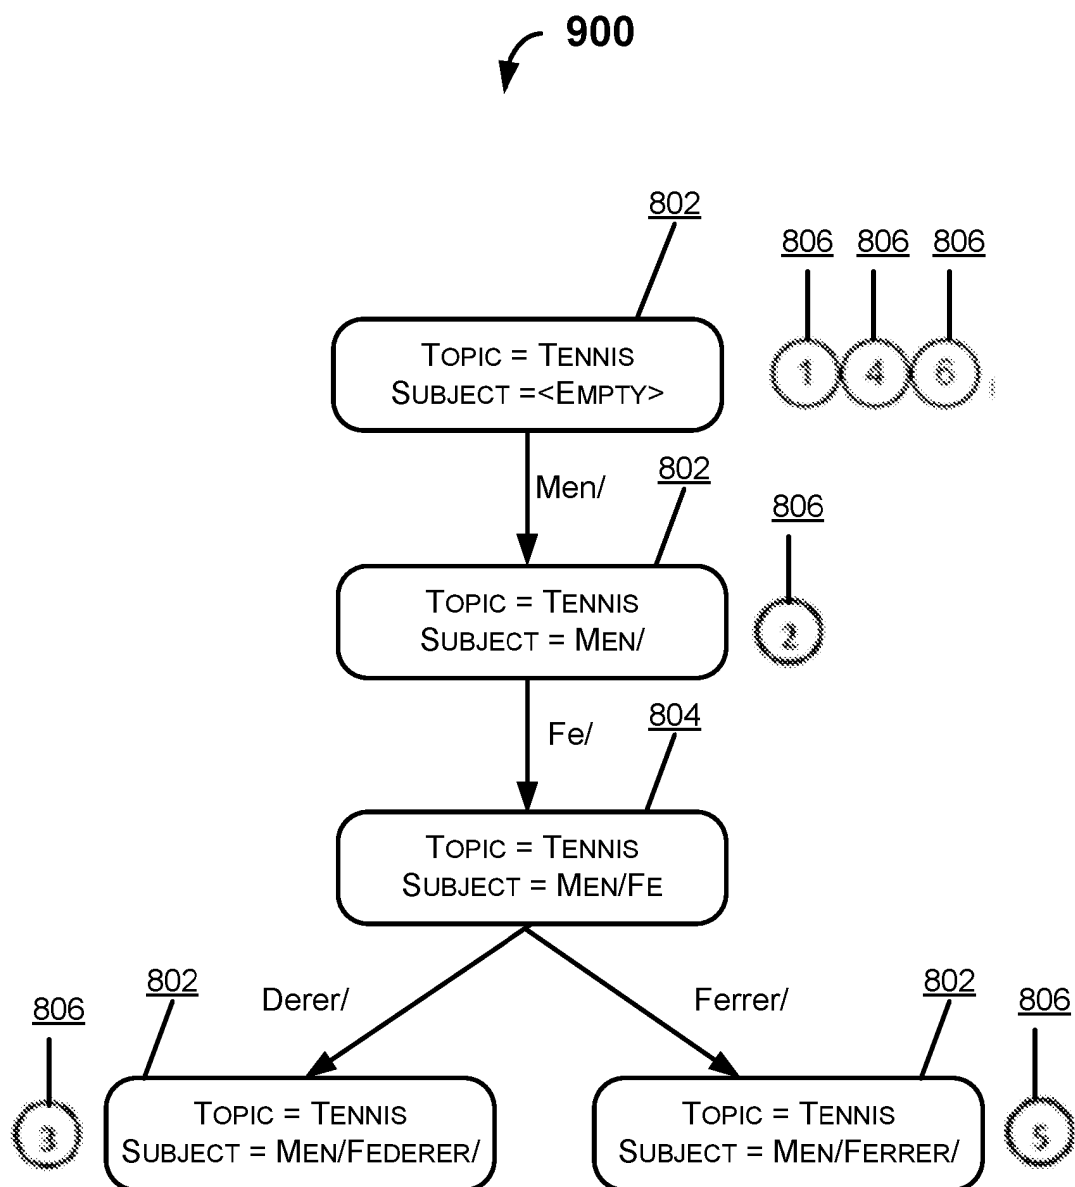 900
802
806 806 806
TOPIC = TENNIS
SUBJECT =<EMPTY>
1 4 6
Men/
802
806
TOPIC = TENNIS
SUBJECT = MEN/
2
Fe/
804
TOPIC = TENNIS
SUBJECT = MEN/FE
Derer/
Ferrer/
806
802
802
806
3
TOPIC = TENNIS
SUBJECT = MEN/FEDERER/
TOPIC = TENNIS
SUBJECT = MEN/FERRER/
5